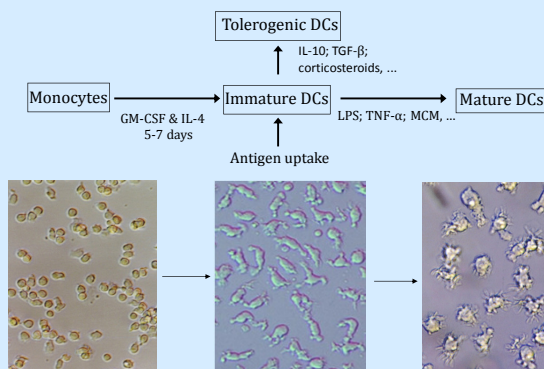 Tolerogenic DCs
IL-10; TGF-β;
corticosteroids, ...
Monocytes
Immature DCs
Mature DCs
GM-CSF & IL-4
5-7 days
LPS; TNF-α; MCM, ...
Antigen uptake